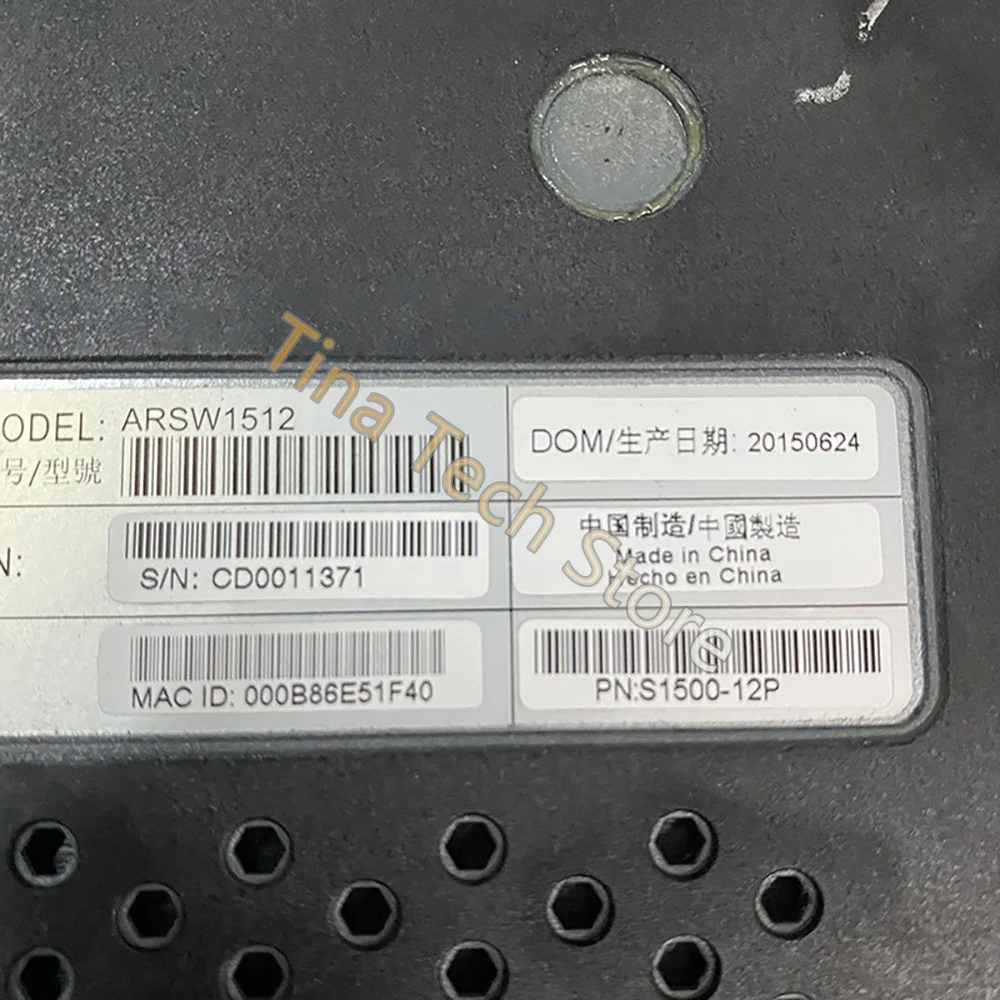 ODEL: ARSW1512
号/型號
DOM/生产日期: 20150624
N:
S/N: CD0011371
中国制造/中國製造
Made in China
Hecho en China
MAC ID: 000B86E51F40
PN:S1500-12P
Tina Tech Store